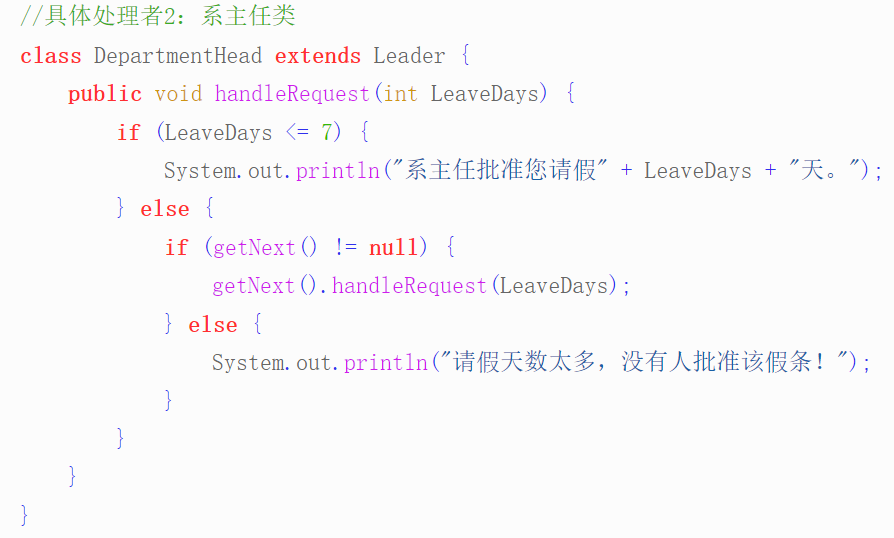 //具体处理者2：系主任类
class DepartmentHead extends Leader {
    public void handleRequest(int LeaveDays) {
        if (LeaveDays <= 7) {
            System.out.println("系主任批准您请假" + LeaveDays + "天。");
        } else {
            if (getNext() != null) {
                getNext().handleRequest(LeaveDays);
            } else {
                System.out.println("请假天数太多，没有人批准该假条！");
            }
        }
    }
}